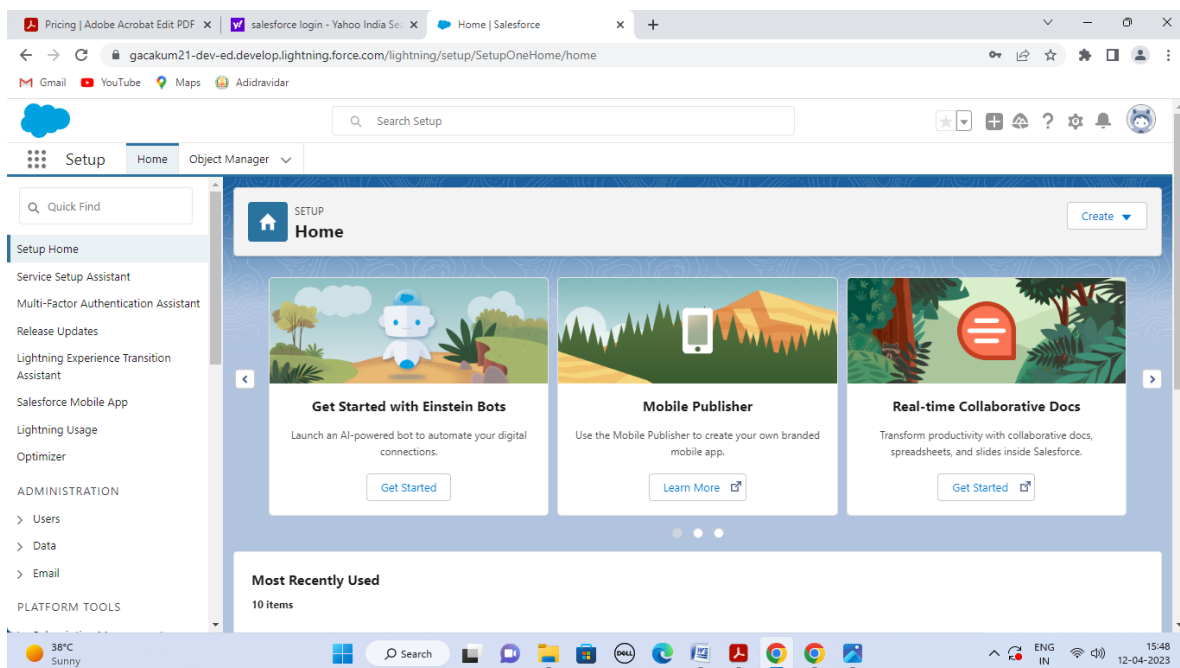 Pricing | Adobe Acrobat Edit PDF
salesforce login - Yahoo India Sea
Home | Salesforce
gacakum21-dev-ed.develop.lightning.force.com/lightning/setup/SetupOneHome/home
Gmail YouTube Maps Adidravidar
Search Setup
Setup Home Object Manager
Quick Find
Setup Home
Service Setup Assistant
Multi-Factor Authentication Assistant
Release Updates
Lightning Experience Transition
Assistant
Salesforce Mobile App
Lightning Usage
Optimizer
ADMINISTRATION
Users
Data
Email
PLATFORM TOOLS
SETUP
Home
Create
Get Started with Einstein Bots
Launch an AI-powered bot to automate your digital
connections.
Get Started
Mobile Publisher
Use the Mobile Publisher to create your own branded
mobile app.
Learn More
Real-time Collaborative Docs
Transform productivity with collaborative docs,
spreadsheets, and slides inside Salesforce.
Get Started
Most Recently Used
10 items
38°C
Sunny
Search
DELL
ENG
IN
15:48
12-04-2023